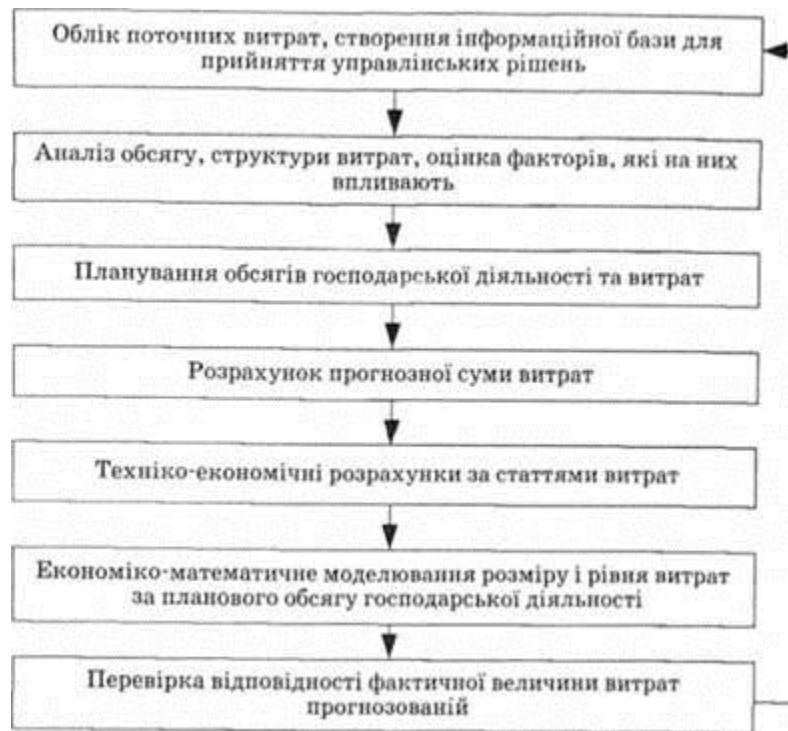 Облік поточних витрат, створення інформаційної бази для
прийняття управлінських рішень
Аналіз обсягу, структури витрат, оцінка факторів, які на них
впливають
Планування обсягів господарської діяльності та витрат
Розрахунок прогнозної суми витрат
Техніко-економічні розрахунки за статтями витрат
Економіко-математичне моделювання розміру і рівня витрат
за планового обсягу господарської діяльності
Перевірка відповідності фактичної величини витрат
прогнозованій